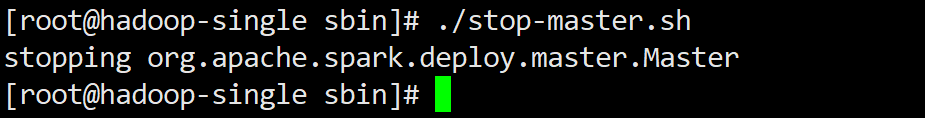 [root@hadoop-single sbin]# ./stop-master.sh
stopping org.apache.spark.deploy.master.Master
[root@hadoop-single sbin]#